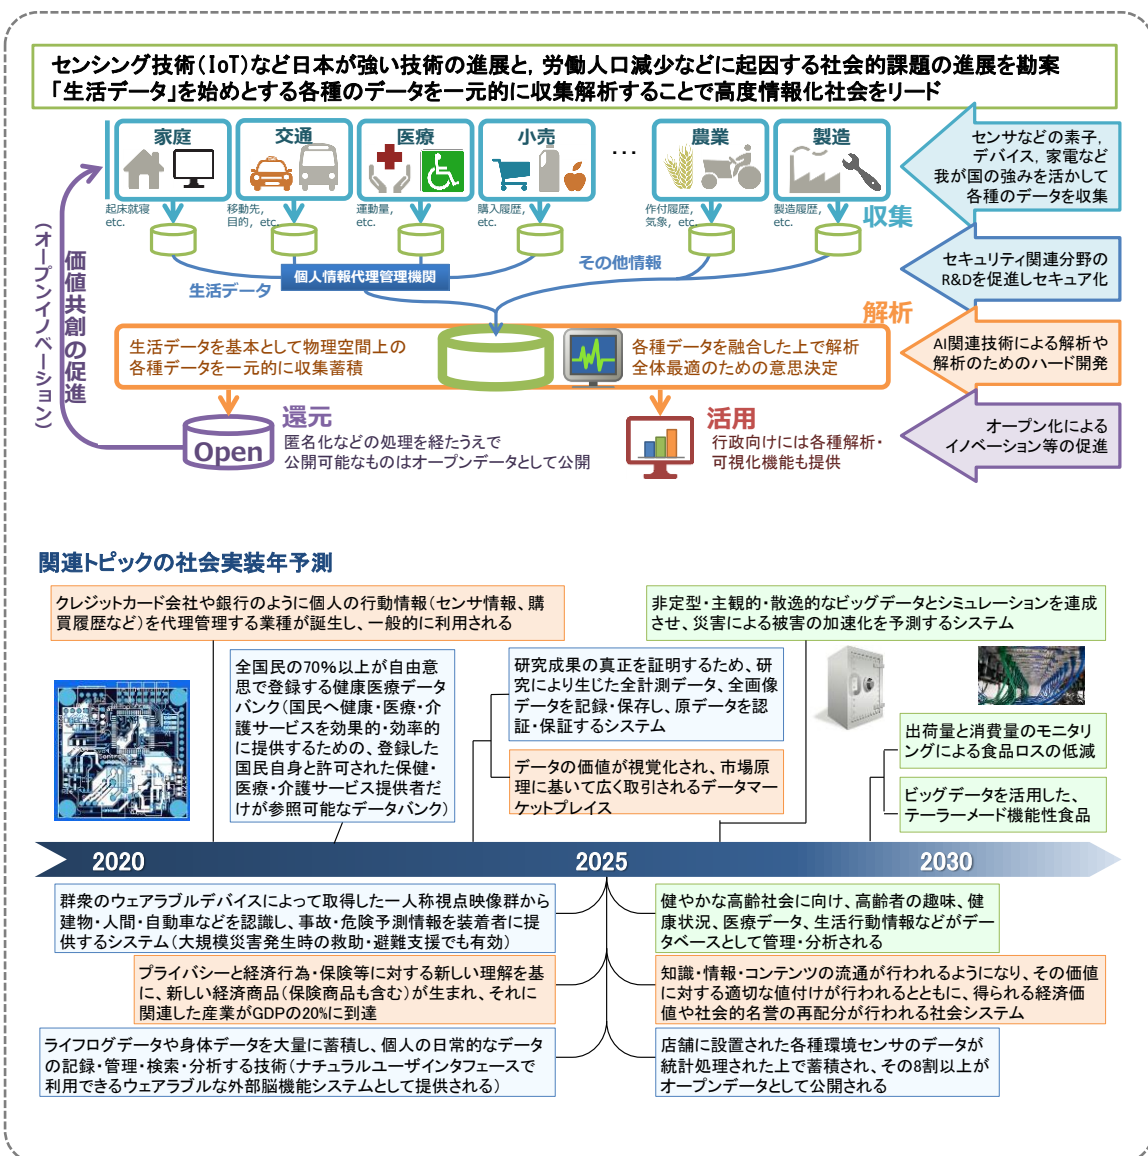 センシング技術(IoT)など日本が強い技術の進展と, 労働人口減少などに起因する社会的課題の進展を勘案
「生活データ」を始めとする各種のデータを一元的に収集解析することで高度情報化社会をリード
家庭
交通
医療
小売
…
農業
製造
起床就寝
etc.
移動先,
目的, etc.
運動量,
etc.
購入履歴,
etc.
作付履歴,
気象, etc.
製造履歴,
etc.
収集
センサなどの素子,
デバイス, 家電など
我が国の強みを活かして
各種のデータを収集
個人情報代理管理機関
生活データ
その他情報
セキュリティ関連分野の
R&Dを促進しセキュア化
価値共創の促進
(オープンイノベーション)
解析
生活データを基本として物理空間上の
各種データを一元的に収集蓄積
各種データを融合した上で解析
全体最適のための意思決定
AI関連技術による解析や
解析のためのハード開発
Open
還元
匿名化などの処理を経たうえで
公開可能なものはオープンデータとして公開
活用
行政向けには各種解析・
可視化機能も提供
オープン化による
イノベーション等の促進
関連トピックの社会実装年予測
クレジットカード会社や銀行のように個人の行動情報(センサ情報、購
買履歴など)を代理管理する業種が誕生し、一般的に利用される
非定型・主観的・散逸的なビッグデータとシミュレーションを連成
させ、災害による被害の加速化を予測するシステム
全国民の70%以上が自由意
思で登録する健康医療データ
バンク(国民へ健康・医療・介
護サービスを効果的・効率的
に提供するための、登録した
国民自身と許可された保健・
医療・介護サービス提供者だ
けが参照可能なデータバンク)
研究成果の真正を証明するため、研
究により生じた全計測データ、全画像
データを記録・保存し、原データを認
証・保証するシステム
データの価値が視覚化され、市場原
理に基いて広く取引されるデータマー
ケットプレイス
出荷量と消費量のモニタリ
ングによる食品ロスの低減
ビッグデータを活用した、
テーラーメード機能性食品
2020
2025
2030
群衆のウェアラブルデバイスによって取得した一人称視点映像群から
建物・人間・自動車などを認識し、事故・危険予測情報を装着者に提
供するシステム(大規模災害発生時の救助・避難支援でも有効)
プライバシーと経済行為・保険等に対する新しい理解を基
に、新しい経済商品(保険商品も含む)が生まれ、それに
関連した産業がGDPの20%に到達
ライフログデータや身体データを大量に蓄積し、個人の日常的なデータ
の記録・管理・検索・分析する技術(ナチュラルユーザインタフェースで
利用できるウェアラブルな外部脳機能システムとして提供される)
健やかな高齢社会に向け、高齢者の趣味、健
康状況、医療データ、生活行動情報などがデー
タベースとして管理・分析される
知識・情報・コンテンツの流通が行われるようになり、その価値
に対する適切な値付けが行われるとともに、得られる経済価
値や社会的名誉の再配分が行われる社会システム
店舗に設置された各種環境センサのデータが
統計処理された上で蓄積され、その8割以上が
オープンデータとして公開される